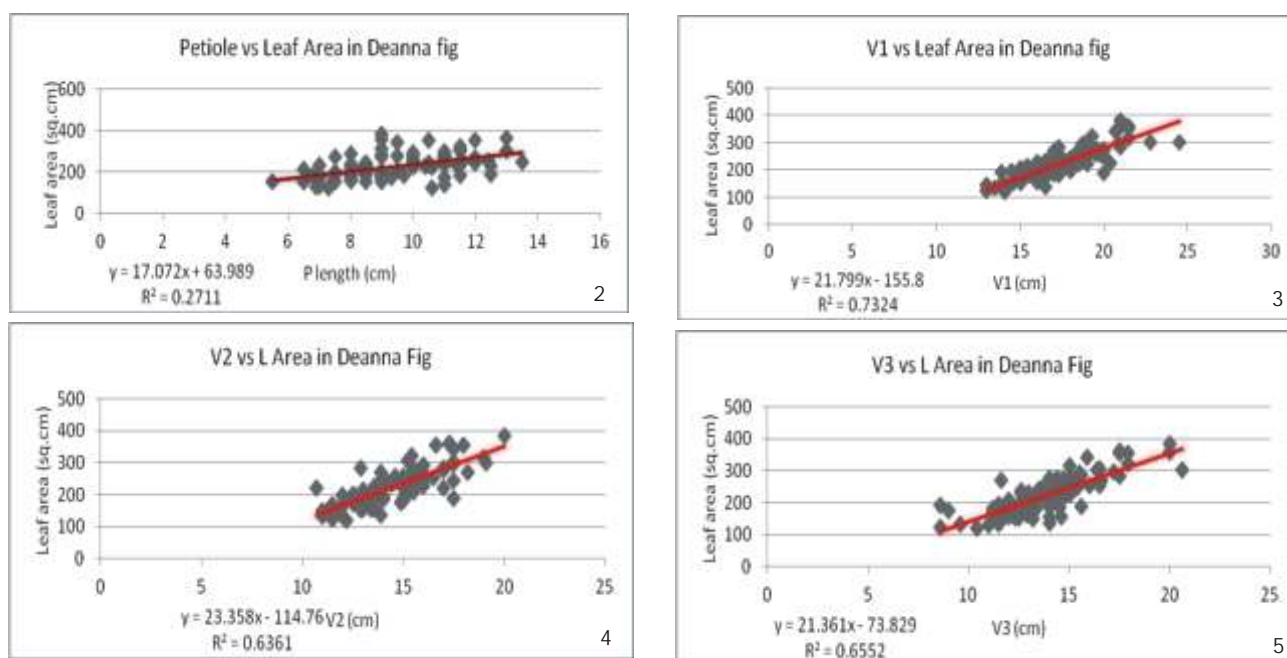 Petiole vs Leaf Area in Deanna fig
Leaf area (sq.cm)
600
400
200
0
0 2 4 6 8 10 12 14 16
y = 17.072x + 63.989
R² = 0.2711
P length (cm)
2
V1 vs Leaf Area in Deanna fig
Leaf area (sq.cm)
500
400
300
200
100
0
0 5 10 15 20 25 30
y = 21.799x - 155.8
R² = 0.7324
V1 (cm)
3
V2 vs L Area in Deanna Fig
Leaf area (sq.cm)
500
400
300
200
100
0
0 5 10 15 20 25
y = 23.358x - 114.76
R² = 0.6361
V2 (cm)
4
V3 vs L Area in Deanna Fig
Leaf area (sq.cm)
500
400
300
200
100
0
0 5 10 15 20 25
y = 21.361x - 73.829
R² = 0.6552
V3 (cm)
5